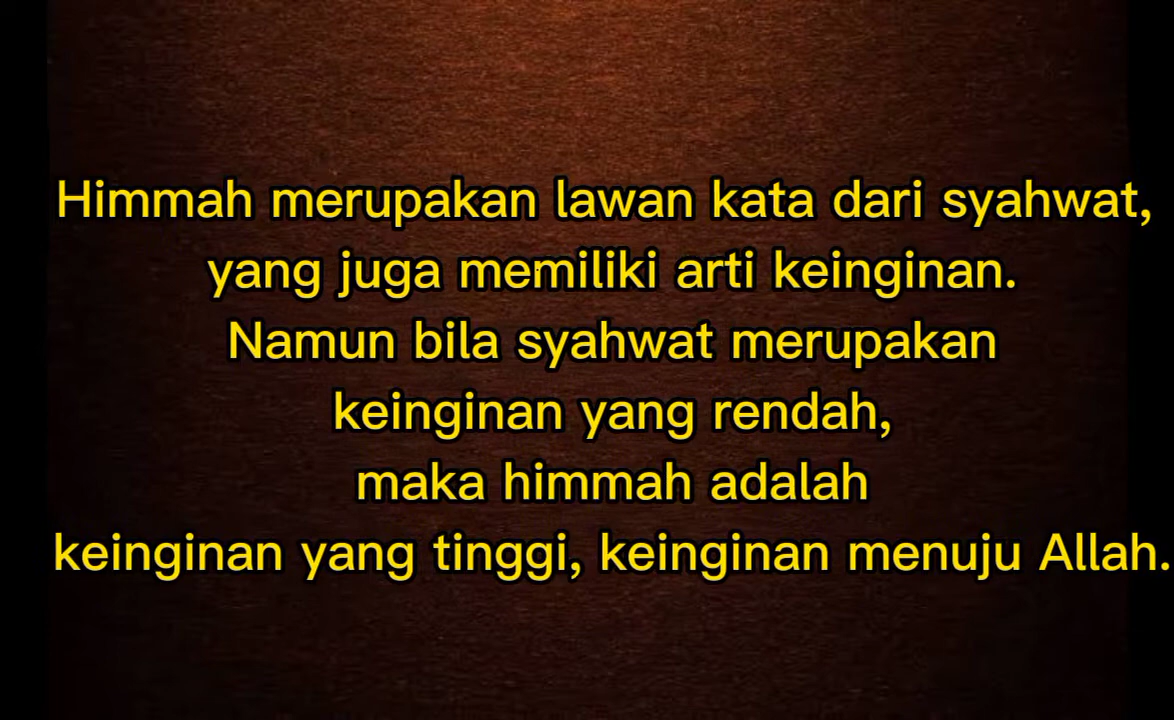 Himmah merupakan lawan kata dari syahwat,
yang juga memiliki arti keinginan.
Namun bila syahwat merupakan
keinginan yang rendah,
maka himmah adalah
keinginan yang tinggi, keinginan menuju Allah.